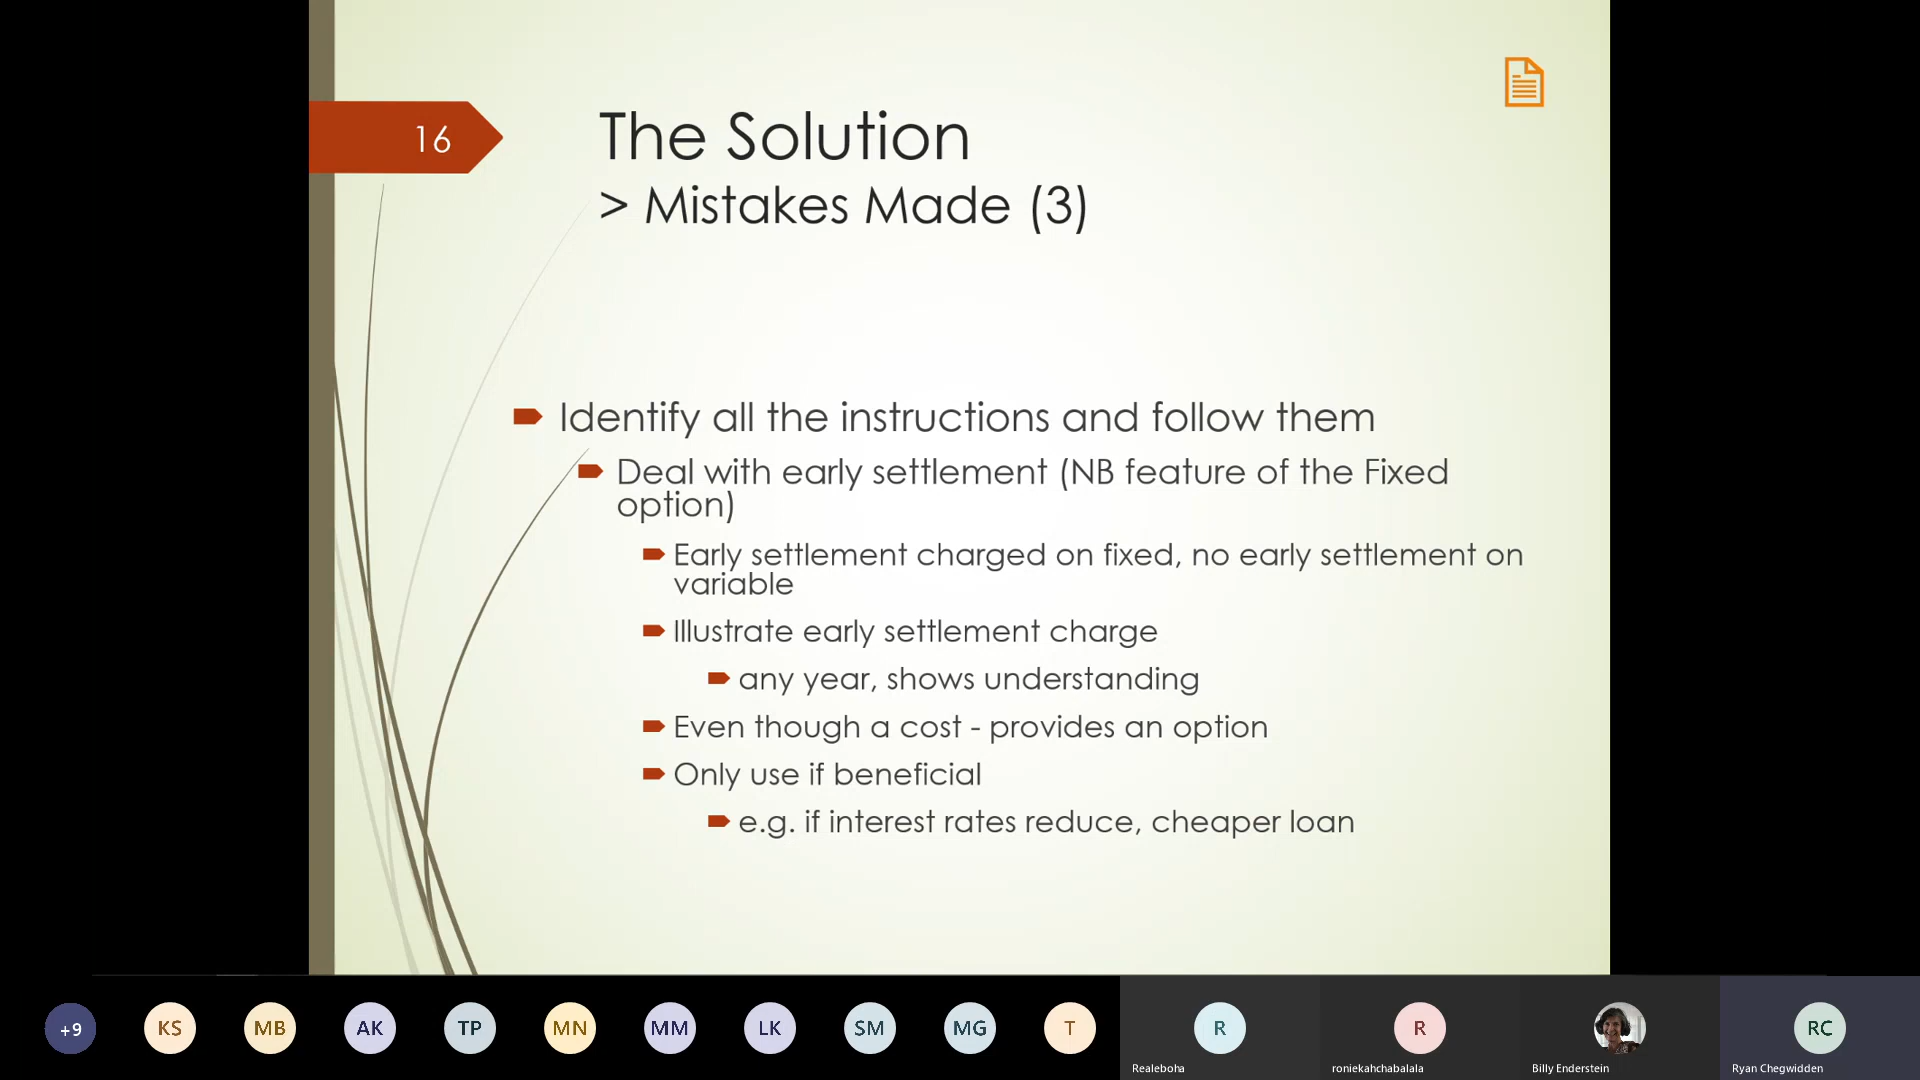 16
The Solution
> Mistakes Made (3)
Identify all the instructions and follow them
Deal with early settlement (NB feature of the Fixed
option)
Early settlement charged on fixed, no early settlement on
variable
Illustrate early settlement charge
any year, shows understanding
Even though a cost - provides an option
Only use if beneficial
e.g. if interest rates reduce, cheaper loan
+9 KS MB AK TP MN MM LK SM MG T R R RC
Realeboha roniekahchabalala Billy Enderstein Ryan Chegwidden